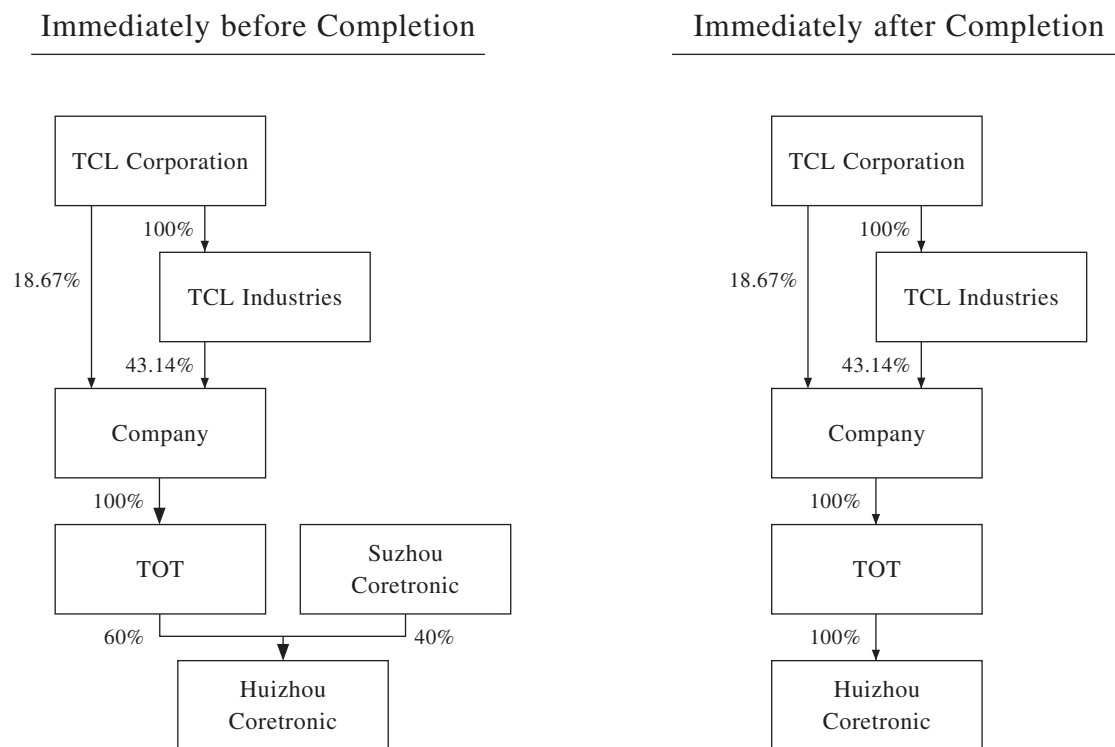 Immediately before Completion
TCL Corporation
100%
18.67%
TCL Industries
43.14%
Company
100%
TOT
Suzhou
Coretronic
60%
40%
Huizhou
Coretronic
Immediately after Completion
TCL Corporation
100%
18.67%
TCL Industries
43.14%
Company
100%
TOT
100%
Huizhou
Coretronic